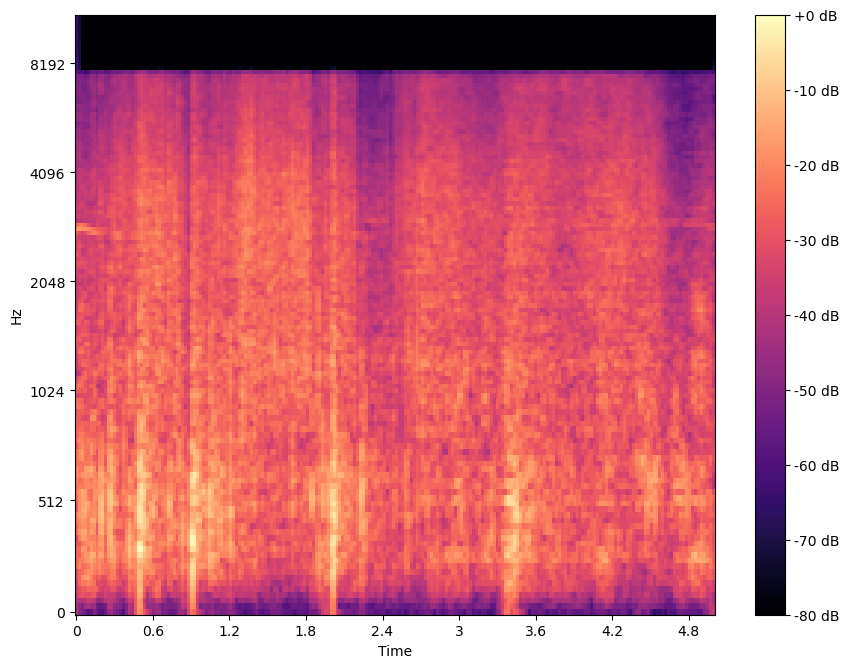 +0 dB
8192
-10 dB
4096
-20 dB
-30 dB
2048
Hz
-40 dB
1024
-50 dB
-60 dB
512
-70 dB
0
-80 dB
0 0.6 1.2 1.8 2.4 3 3.6 4.2 4.8
Time